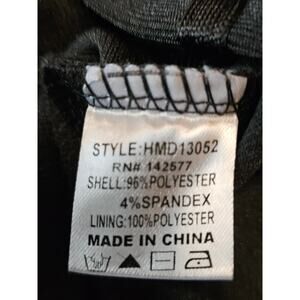 STYLE:HMD13052
RN# 142577
SHELL:96%POLYESTER
4%SPANDEX
LINING:100%POLYESTER
MADE IN CHINA